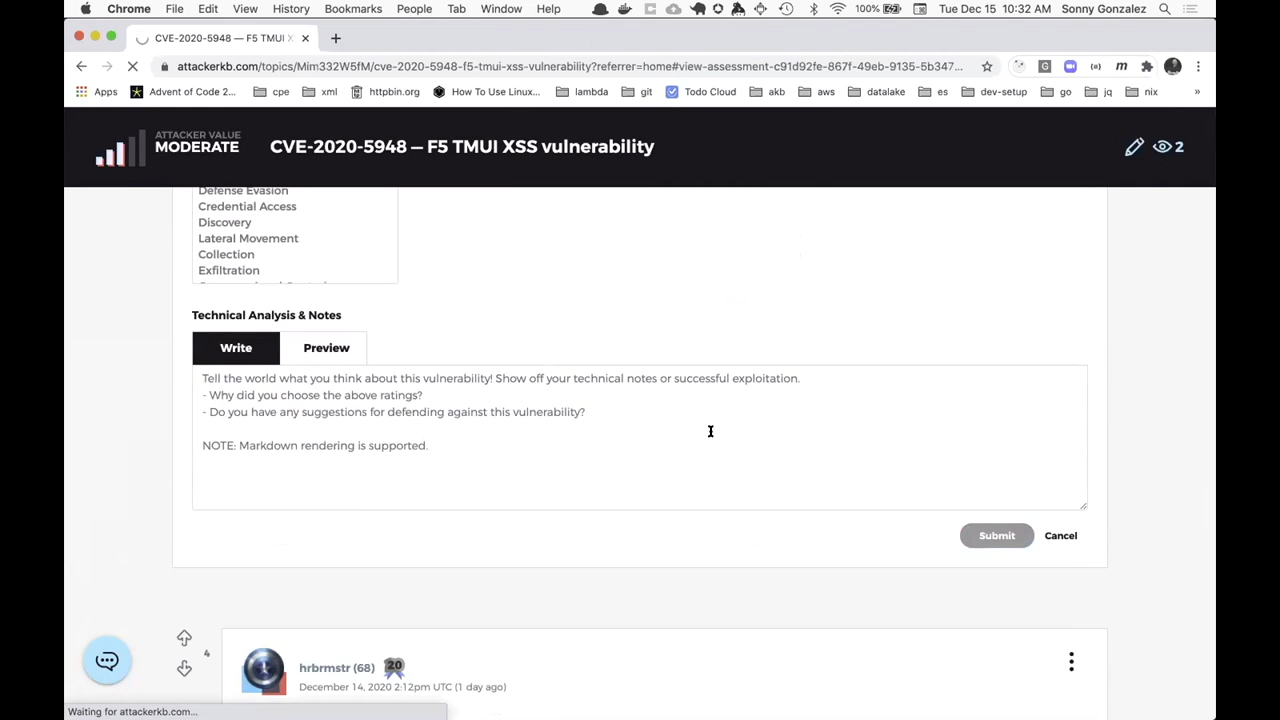 Chrome File Edit View History Bookmarks People Tab Window Help 100% Tue Dec 15 10:32 AM Sonny Gonzalez
CVE-2020-5948 — F5 TMUI X
attackerkb.com/topics/Mim332W5fM/cve-2020-5948-f5-tmui-xss-vulnerability?referrer=home#view-assessment-c91d92fe-867f-49eb-9135-5b347...
Apps Advent of Code 2... cpe xml httpbin.org How To Use Linux... lambda git Todo Cloud akb aws datalake es dev-setup go jq nix »
ATTACKER VALUE
MODERATE
CVE-2020-5948 — F5 TMUI XSS vulnerability
2
Defense Evasion
Credential Access
Discovery
Lateral Movement
Collection
Exfiltration
Technical Analysis & Notes
Write Preview
Tell the world what you think about this vulnerability! Show off your technical notes or successful exploitation.
- Why did you choose the above ratings?
- Do you have any suggestions for defending against this vulnerability?
NOTE: Markdown rendering is supported.
Submit Cancel
4
hrbrmstr (68) 20
December 14, 2020 2:12pm UTC (1 day ago)
Waiting for attackerkb.com...